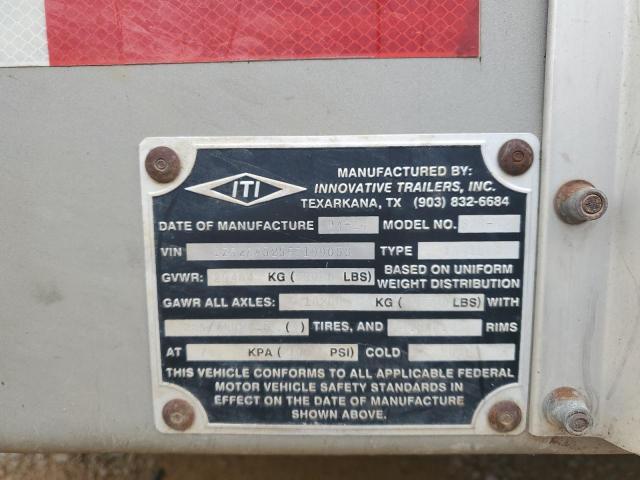 ITI
MANUFACTURED BY:
INNOVATIVE TRAILERS, INC.
TEXARKANA, TX (903) 832-6684
DATE OF MANUFACTURE MODEL NO.
VIN TYPE
GVWR: KG ( LBS) BASED ON UNIFORM WEIGHT DISTRIBUTION
GAWR ALL AXLES: KG ( LBS) WITH
( ) TIRES, AND RIMS
AT KPA ( PSI) COLD
THIS VEHICLE CONFORMS TO ALL APPLICABLE FEDERAL
MOTOR VEHICLE SAFETY STANDARDS IN
EFFECT ON THE DATE OF MANUFACTURE
SHOWN ABOVE.